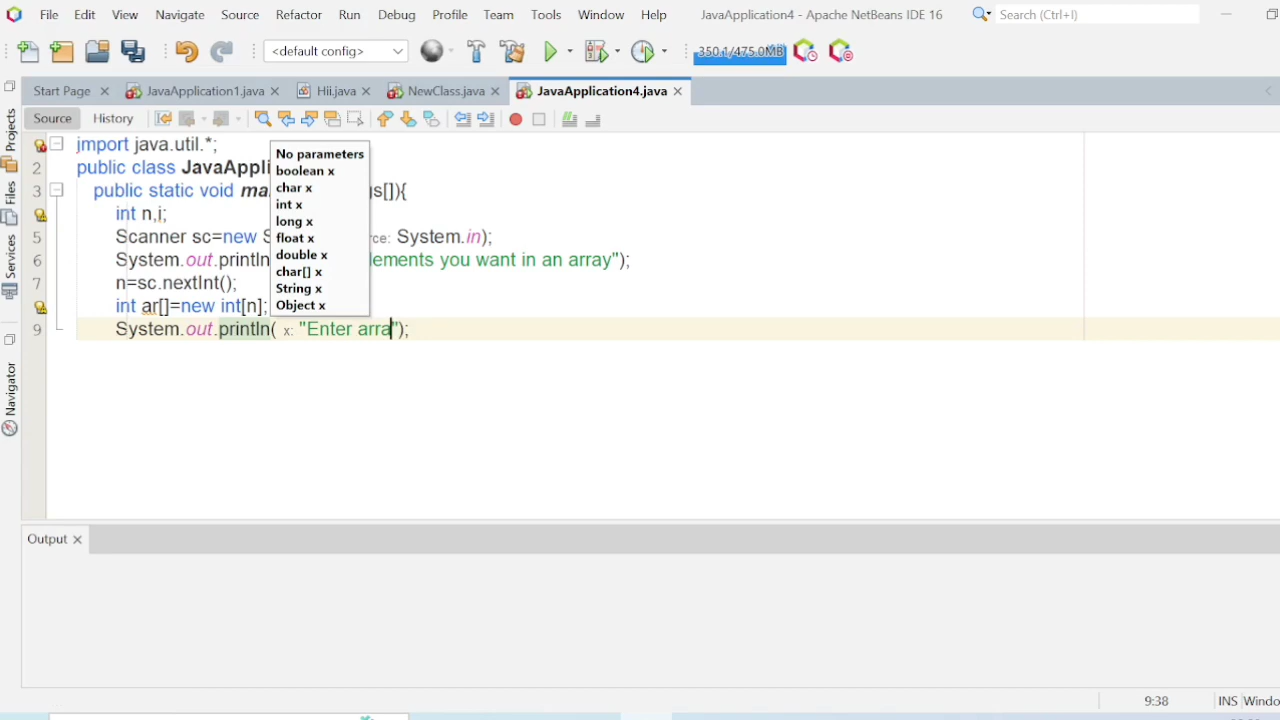 File Edit View Navigate Source Refactor Run Debug Profile Team Tools Window Help JavaApplication4 - Apache NetBeans IDE 16 Search (Ctrl+I)
<default config> 350.1/475.0MB
Start Page JavaApplication1.java Hii.java NewClass.java JavaApplication4.java
Source History
Projects
Files
Services
Navigator
import java.util.*;
2 public class JavaAppli
3 public static void ma s[]){
int n,i;
5 Scanner sc=new S rce: System.in);
6 System.out.println lements you want in an array");
7 n=sc.nextInt();
int ar[]=new int[n];
9 System.out.println( x: "Enter arra");
No parameters
boolean x
char x
int x
long x
float x
double x
char[] x
String x
Object x
Output
9:38 INS Windo